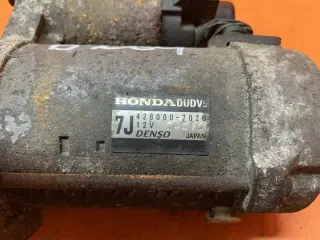 HONDA DUDV
7J 428000-7020
12V
DENSO JAPAN